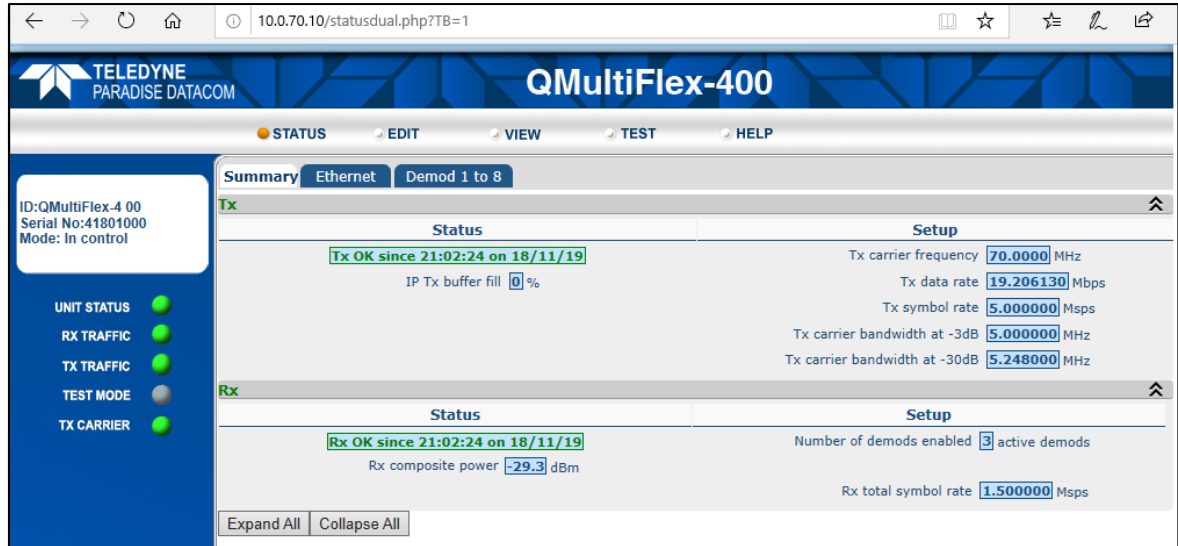 10.0.70.10/statusdual.php?TB=1
TELEDYNE
PARADISE DATACOM
QMultiFlex-400
STATUS EDIT VIEW TEST HELP
ID:QMultiFlex-4 00
Serial No:41801000
Mode: In control
UNIT STATUS
RX TRAFFIC
TX TRAFFIC
TEST MODE
TX CARRIER
Summary Ethernet Demod 1 to 8
Tx
Status Setup
Tx OK since 21:02:24 on 18/11/19 Tx carrier frequency 70.0000 MHz
IP Tx buffer fill 0 % Tx data rate 19.206130 Mbps
Tx symbol rate 5.000000 Msps
Tx carrier bandwidth at -3dB 5.000000 MHz
Tx carrier bandwidth at -30dB 5.248000 MHz
Rx
Status Setup
Rx OK since 21:02:24 on 18/11/19 Number of demods enabled 3 active demods
Rx composite power -29.3 dBm
Rx total symbol rate 1.500000 Msps
Expand All Collapse All